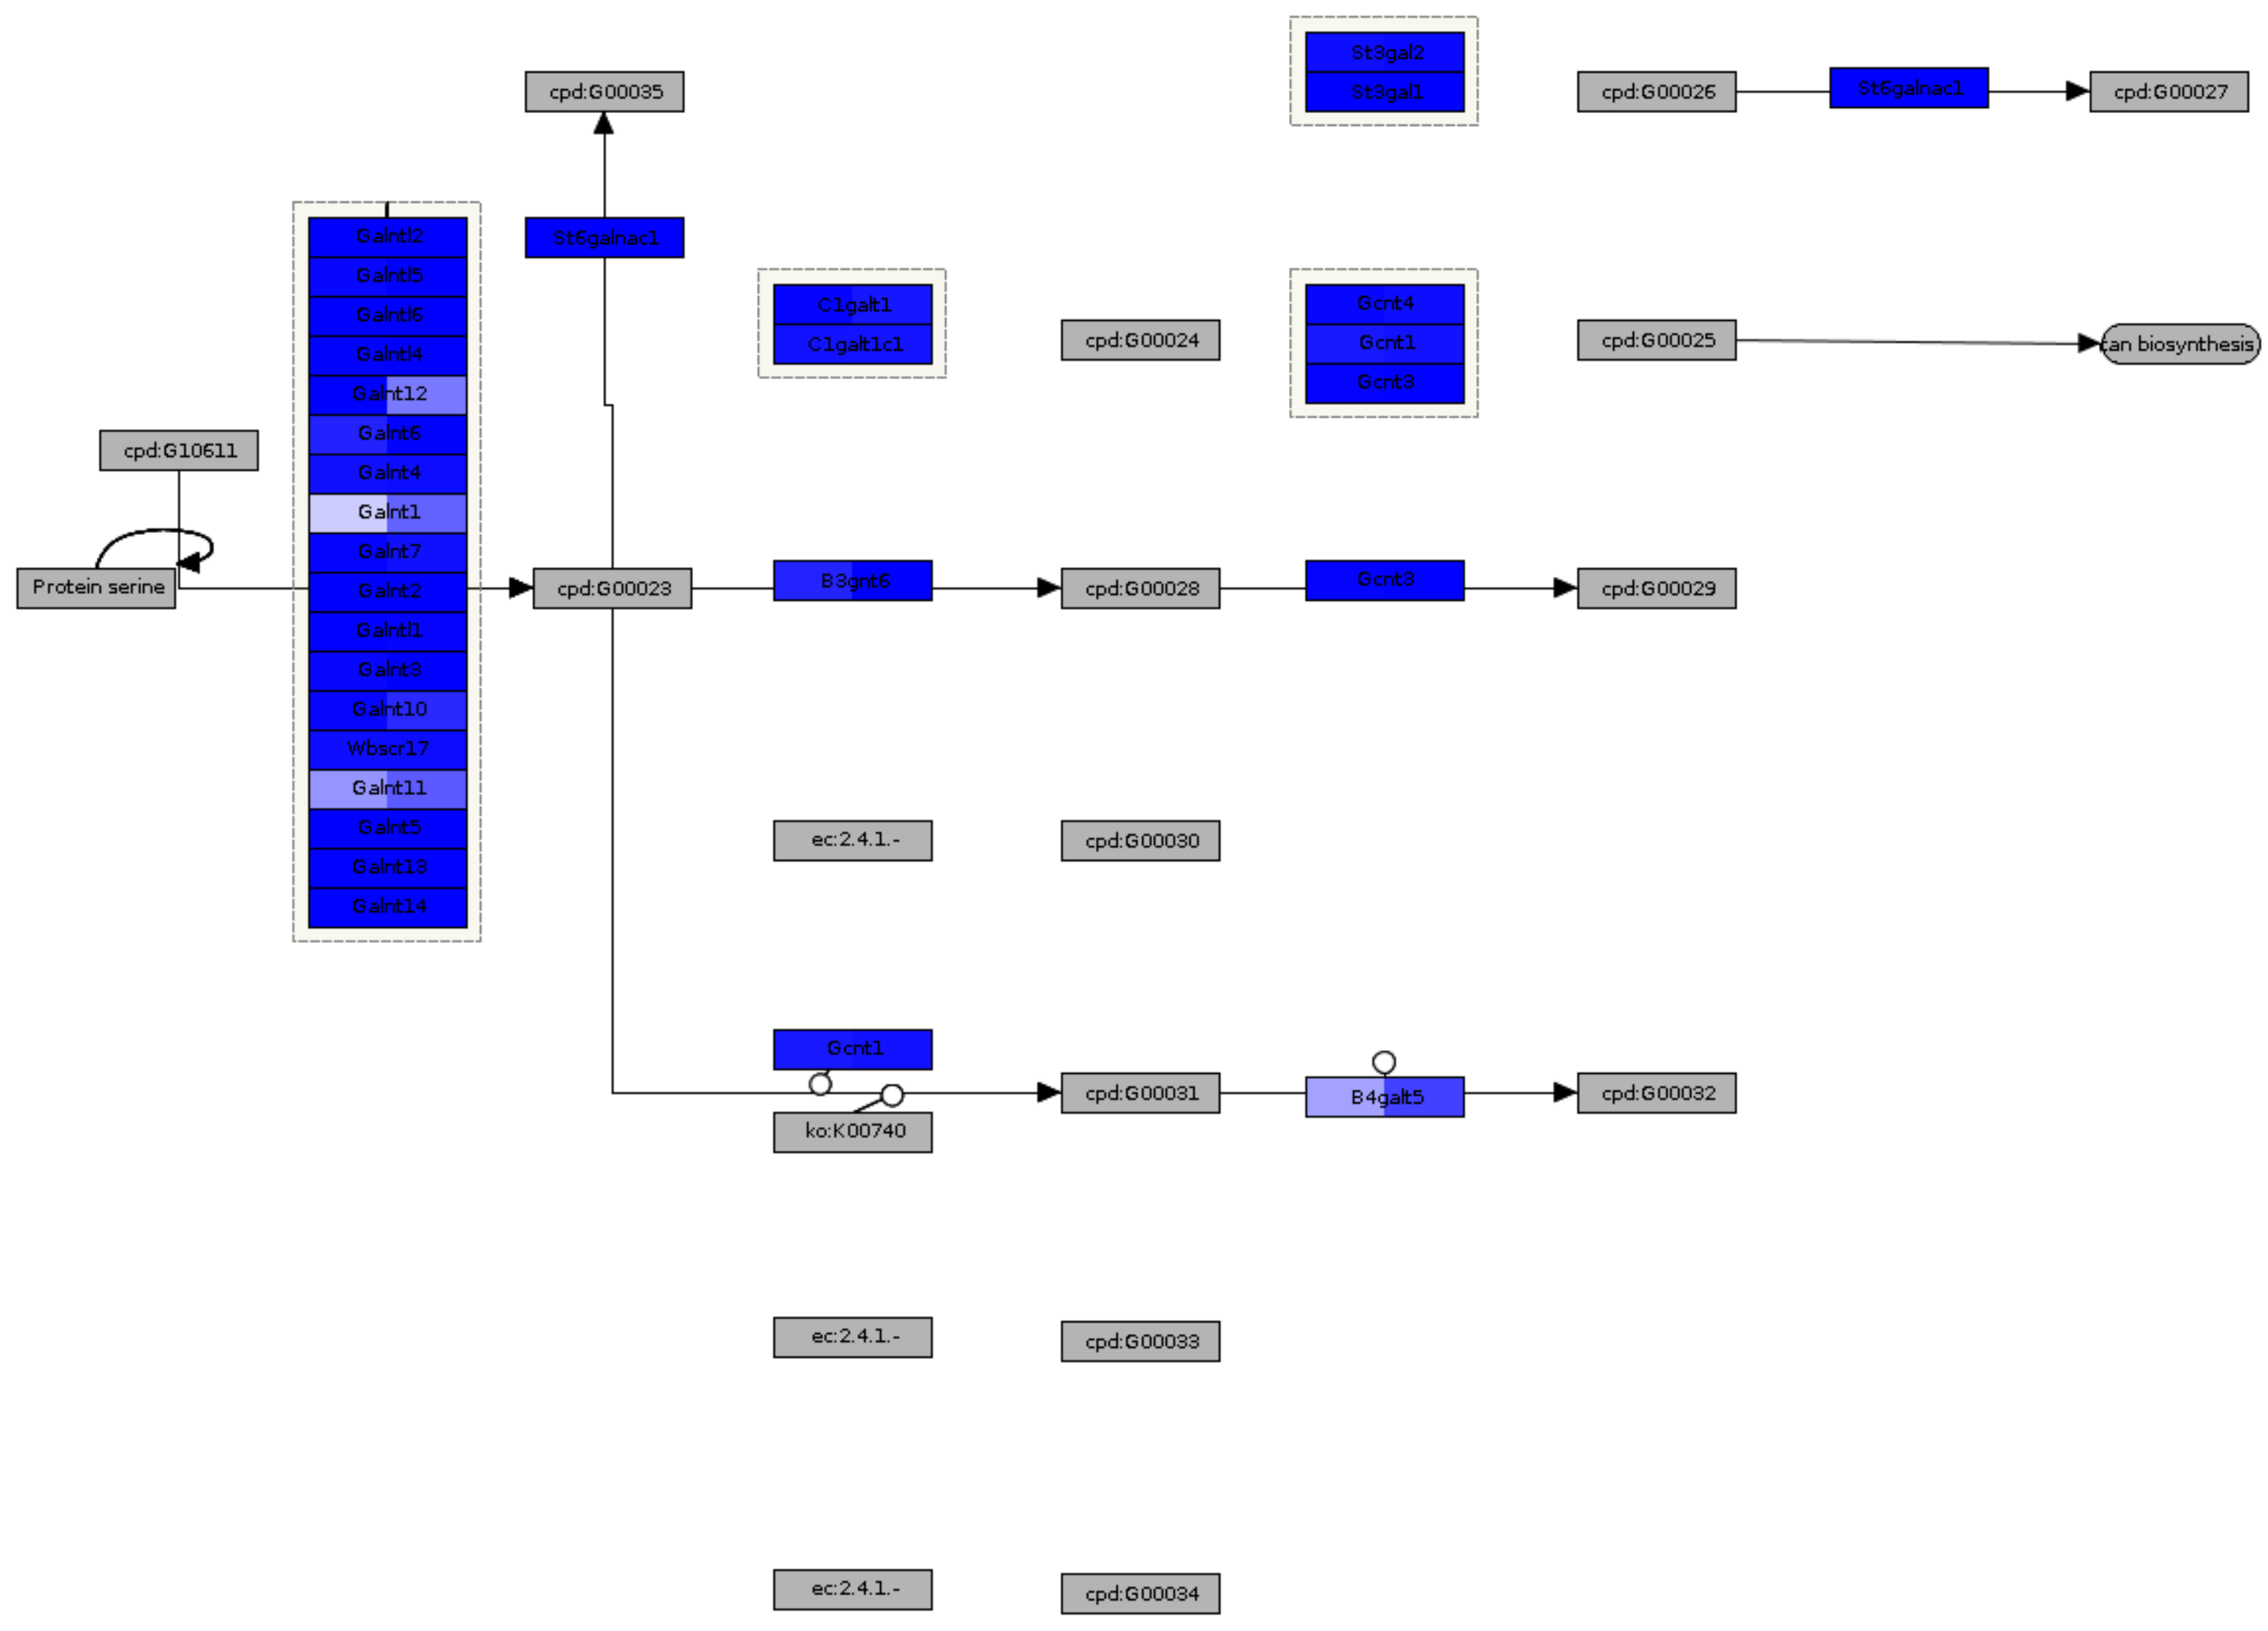 St3gal2
St3gal1
cpd:G00035
cpd:G00026
St6galnac1
cpd:G00027
Galntl2
Galntl5
Galntl6
Galntl4
Galnt12
Galnt6
Galnt4
Galnt1
Galnt7
Galnt2
Galntl1
Galnt3
Galnt10
Wbscr17
Galnt11
Galnt5
Galnt13
Galnt14
St6galnac1
C1galt1
C1galt1c1
cpd:G00024
Gcnt4
Gcnt1
Gcnt3
cpd:G00025
an biosynthesis
cpd:G10611
Protein serine
cpd:G00023
B3gnt6
cpd:G00028
Gcnt3
cpd:G00029
ec:2.4.1.-
cpd:G00030
Gcnt1
ko:K00740
cpd:G00031
B4galt5
cpd:G00032
ec:2.4.1.-
cpd:G00033
ec:2.4.1.-
cpd:G00034